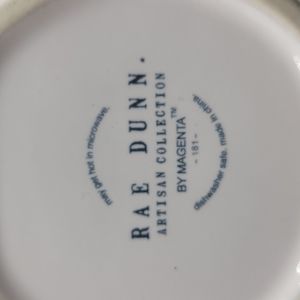 RAE DUNN.
ARTISAN COLLECTION
BY MAGENTA™
~ 181 ~
may get hot in microwave.
dishwasher safe. made in china.